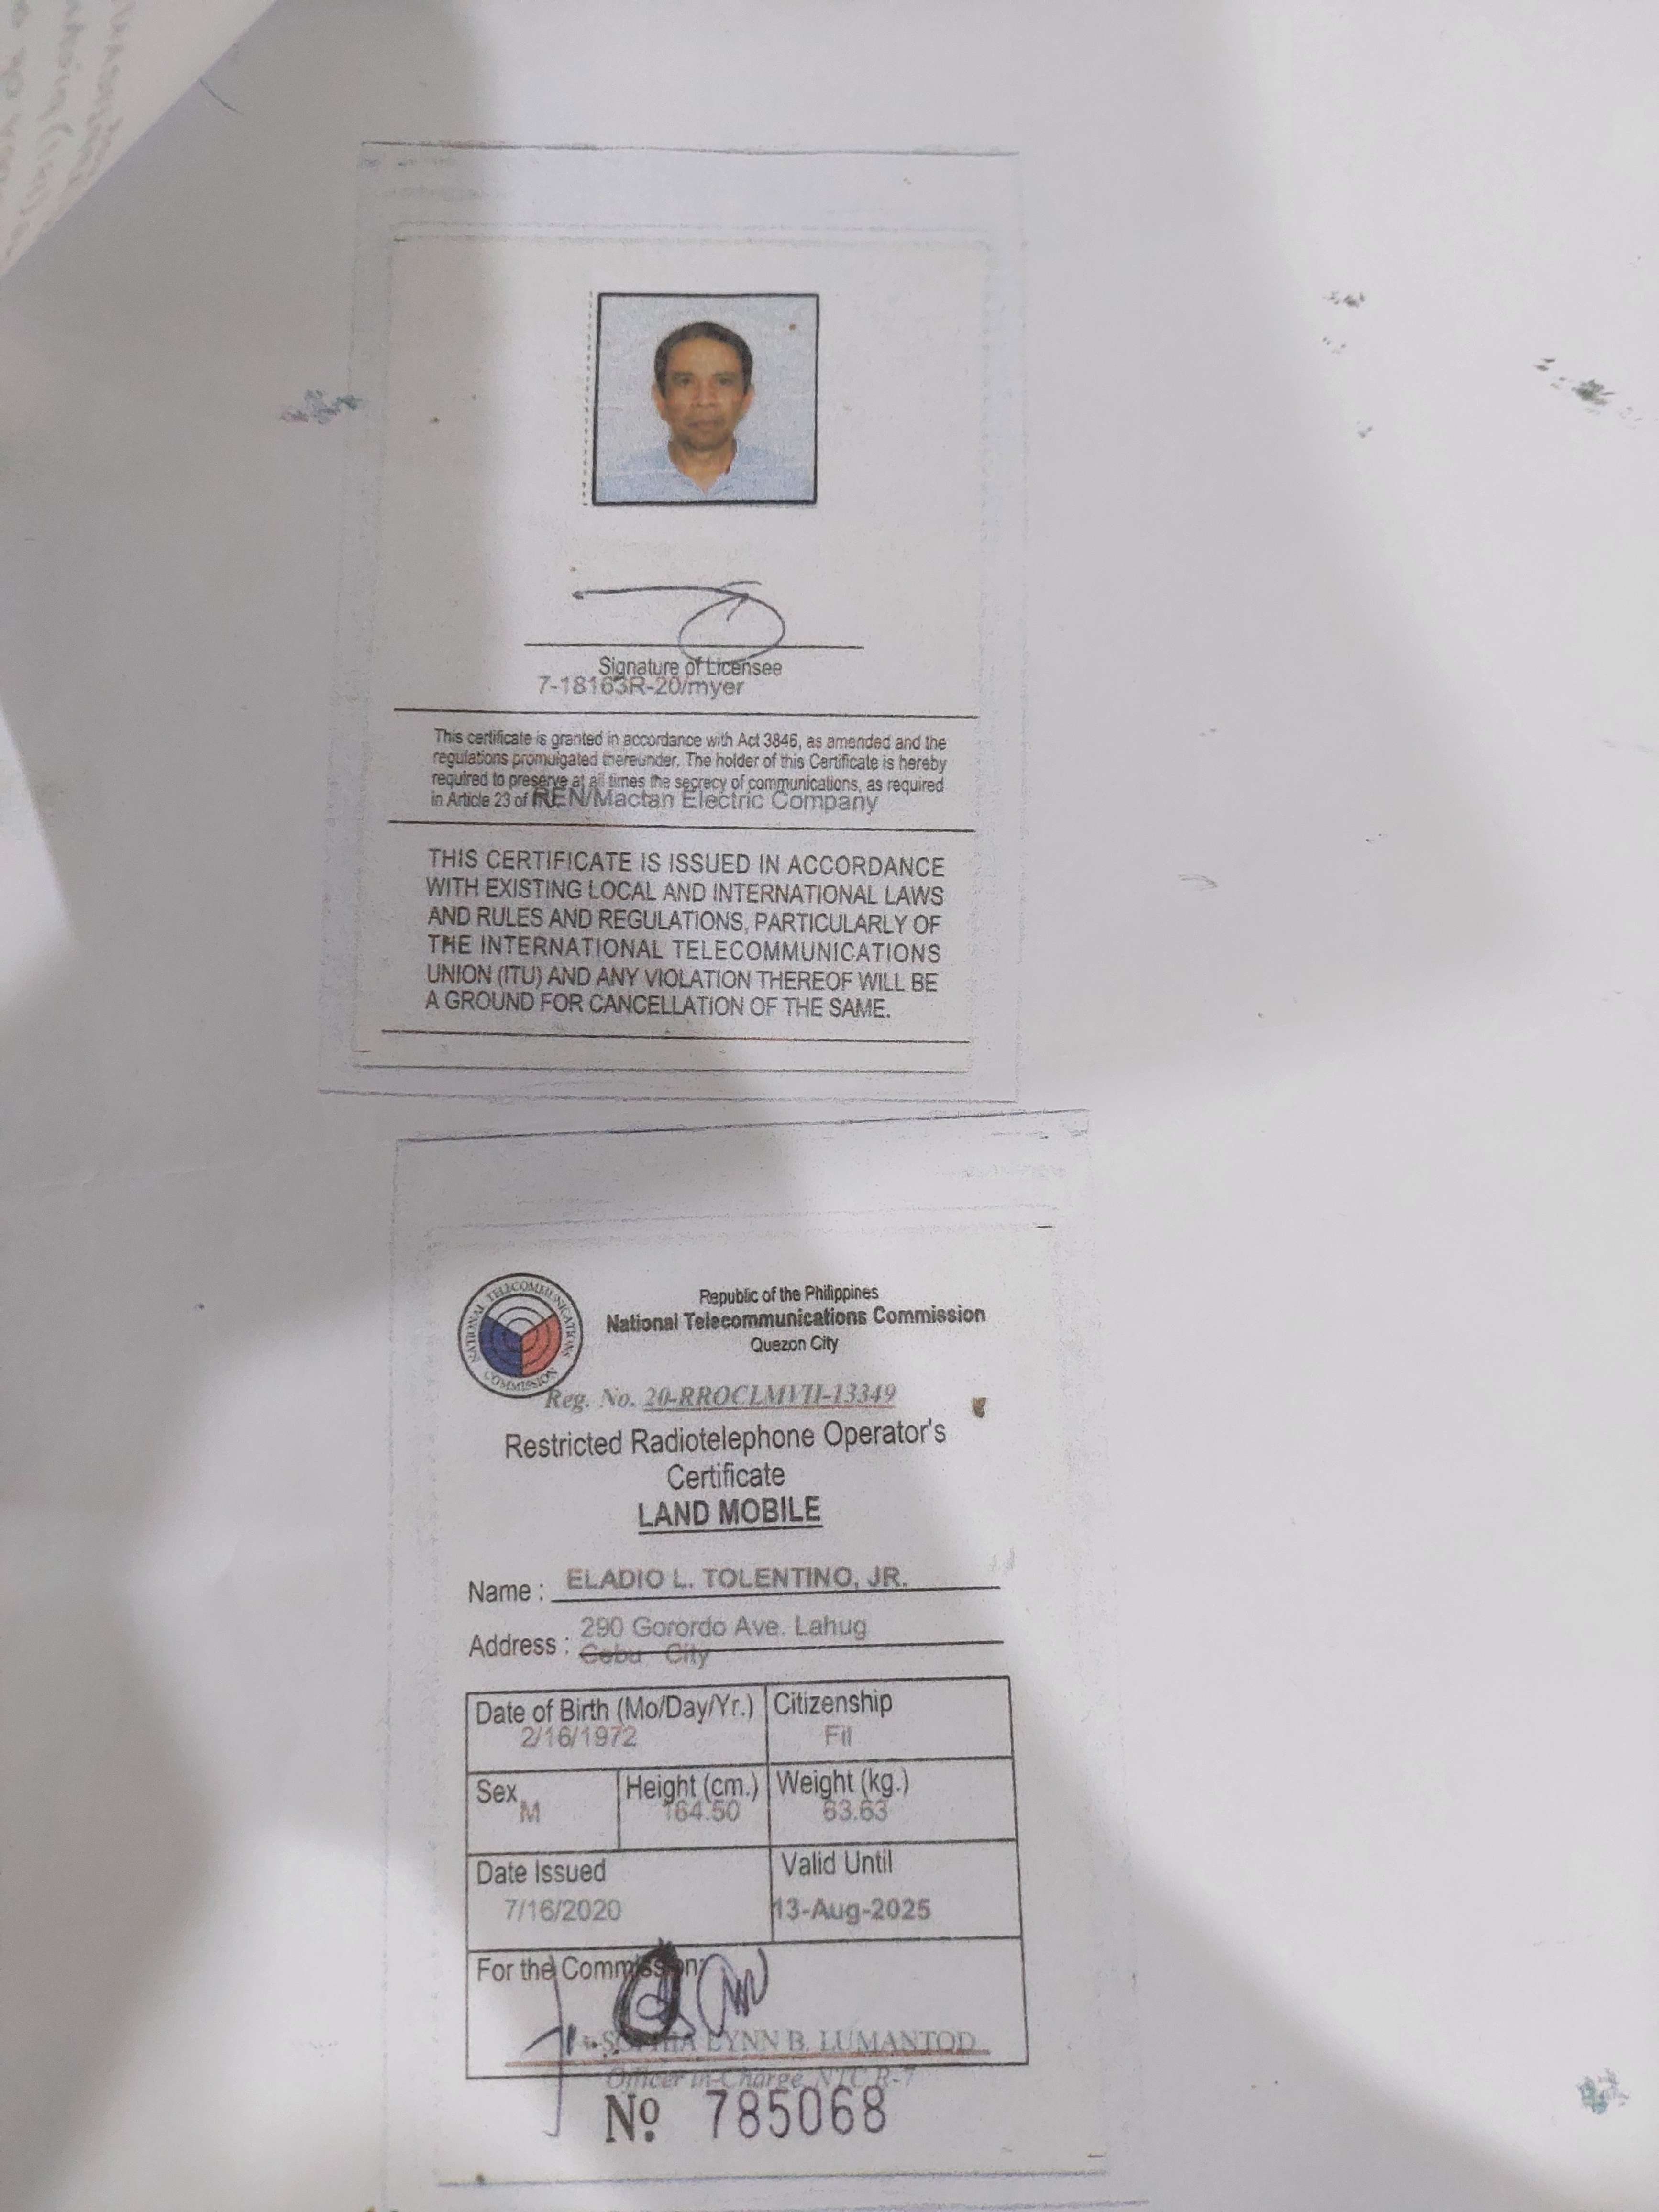 Signature of Licensee
7-18163R-20/myer
This certificate is granted in accordance with Act 3846, as amended and the
regulations promulgated thereunder. The holder of this Certificate is hereby
required to preserve at all times the secrecy of communications, as required
in Article 23 of
REN/Mactan Electric Company
THIS CERTIFICATE IS ISSUED IN ACCORDANCE
WITH EXISTING LOCAL AND INTERNATIONAL LAWS
AND RULES AND REGULATIONS, PARTICULARLY OF
THE INTERNATIONAL TELECOMMUNICATIONS
UNION (ITU) AND ANY VIOLATION THEREOF WILL BE
A GROUND FOR CANCELLATION OF THE SAME.
NATIONAL TELECOMMUNICATIONS COMMISSION
Republic of the Philippines
National Telecommunications Commission
Quezon City
Reg. No. 20-RROCLMVII-13349
Restricted Radiotelephone Operator's
Certificate
LAND MOBILE
Name : ELADIO L. TOLENTINO, JR.
Address : 290 Gorordo Ave. Lahug
Cebu City
Date of Birth (Mo/Day/Yr.) Citizenship
2/16/1972 Fil
Sex Height (cm.) Weight (kg.)
M 164.50 63.63
Date Issued Valid Until
7/16/2020 13-Aug-2025
For the Commission:
LYNN B. LUMANTOD
Officer in-Charge, NTC R-7
Nº 785068